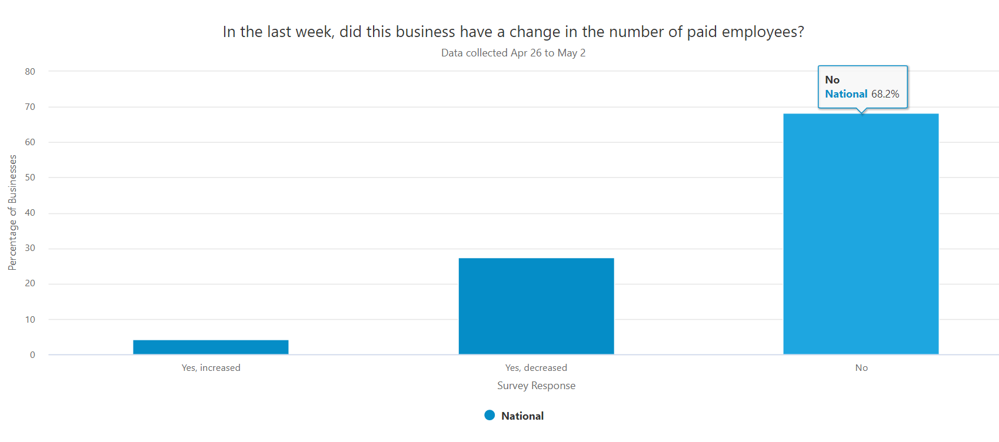 In the last week, did this business have a change in the number of paid employees?
Data collected Apr 26 to May 2
Percentage of Businesses
80
70
60
50
40
30
20
10
0
No
National 68.2%
Yes, increased
Yes, decreased
No
Survey Response
National